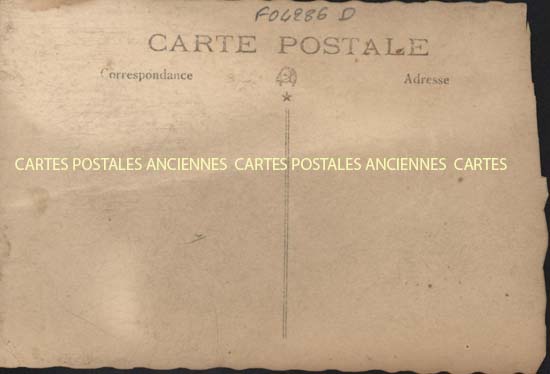 F04286 D
CARTE POSTALE
Correspondance
Adresse
CARTES POSTALES ANCIENNES CARTES POSTALES ANCIENNES CARTES